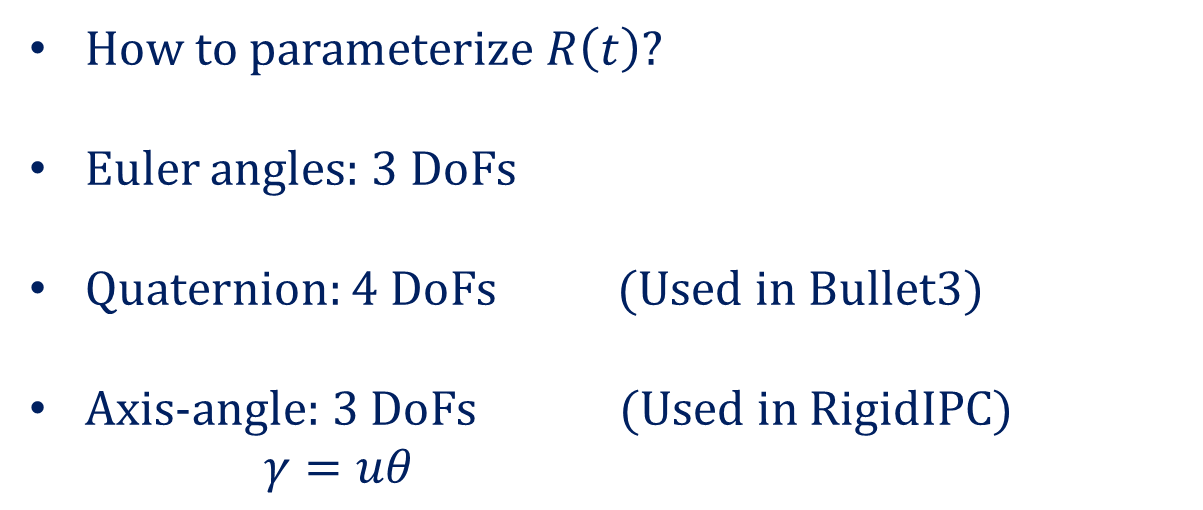 • How to parameterize R(t)?
• Euler angles: 3 DoFs
• Quaternion: 4 DoFs (Used in Bullet3)
• Axis-angle: 3 DoFs (Used in RigidIPC)
γ = uθ